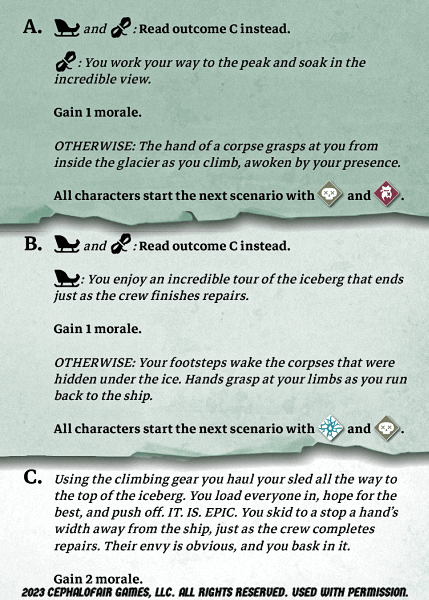 A. and : Read outcome C instead.
: You work your way to the peak and soak in the
incredible view.
Gain 1 morale.
OTHERWISE: The hand of a corpse grasps at you from
inside the glacier as you climb, awoken by your presence.
All characters start the next scenario with and .
B. and : Read outcome C instead.
: You enjoy an incredible tour of the iceberg that ends
just as the crew finishes repairs.
Gain 1 morale.
OTHERWISE: Your footsteps wake the corpses that were
hidden under the ice. Hands grasp at your limbs as you run
back to the ship.
All characters start the next scenario with and .
C. Using the climbing gear you haul your sled all the way to
the top of the iceberg. You load everyone in, hope for the
best, and push off. IT. IS. EPIC. You skid to a stop a hand's
width away from the ship, just as the crew completes
repairs. Their envy is obvious, and you bask in it.
Gain 2 morale.
2023 CEPHALOFAIR GAMES, LLC. ALL RIGHTS RESERVED. USED WITH PERMISSION.